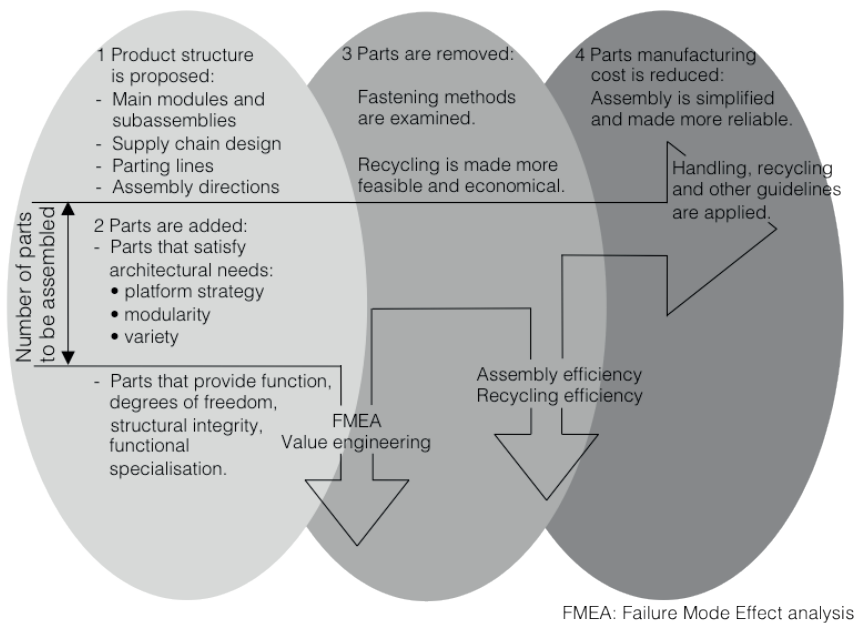 1 Product structure
is proposed:
- Main modules and
subassemblies
- Supply chain design
- Parting lines
- Assembly directions
Number of parts
to be assembled
2 Parts are added:
- Parts that satisfy
architectural needs:
• platform strategy
• modularity
• variety
- Parts that provide function,
degrees of freedom,
structural integrity,
functional
specialisation.
FMEA
Value engineering
3 Parts are removed:
Fastening methods
are examined.
Recycling is made more
feasible and economical.
Assembly efficiency
Recycling efficiency
4 Parts manufacturing
cost is reduced:
Assembly is simplified
and made more reliable.
Handling, recycling
and other guidelines
are applied.
FMEA: Failure Mode Effect analysis